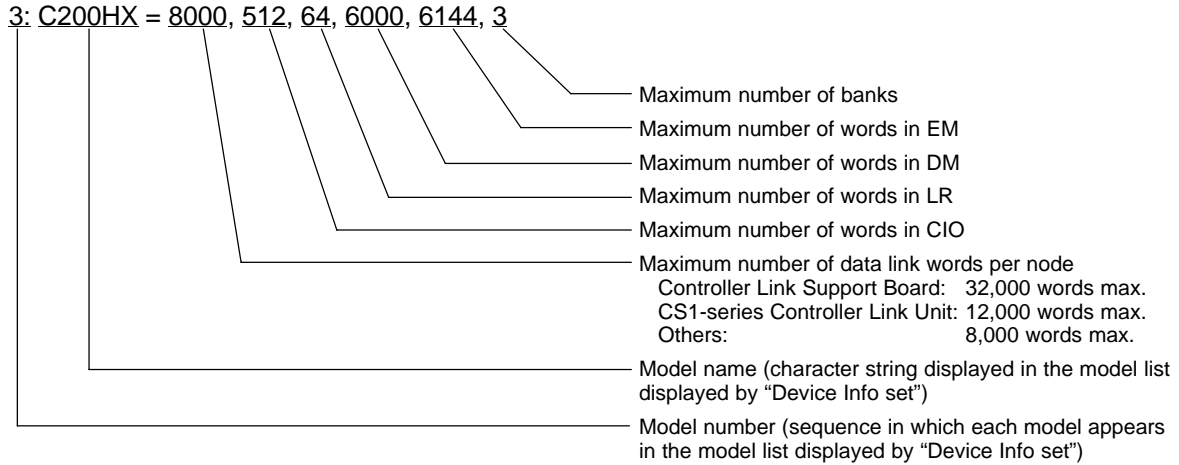 3: C200HX = 8000, 512, 64, 6000, 6144, 3
Maximum number of banks
Maximum number of words in EM
Maximum number of words in DM
Maximum number of words in LR
Maximum number of words in CIO
Maximum number of data link words per node
Controller Link Support Board: 32,000 words max.
CS1-series Controller Link Unit: 12,000 words max.
Others: 8,000 words max.
Model name (character string displayed in the model list
displayed by “Device Info set”)
Model number (sequence in which each model appears
in the model list displayed by “Device Info set”)